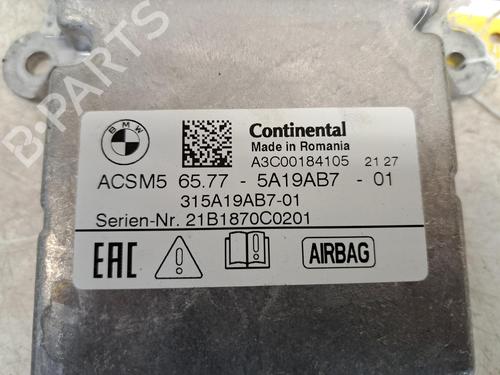 B-PARTS
BMW
Continental
Made in Romania
A3C00184105 21 27
ACSM5 65.77 - 5A19AB7 - 01
315A19AB7-01
Serien-Nr. 21B1870C0201
EAC
AIRBAG